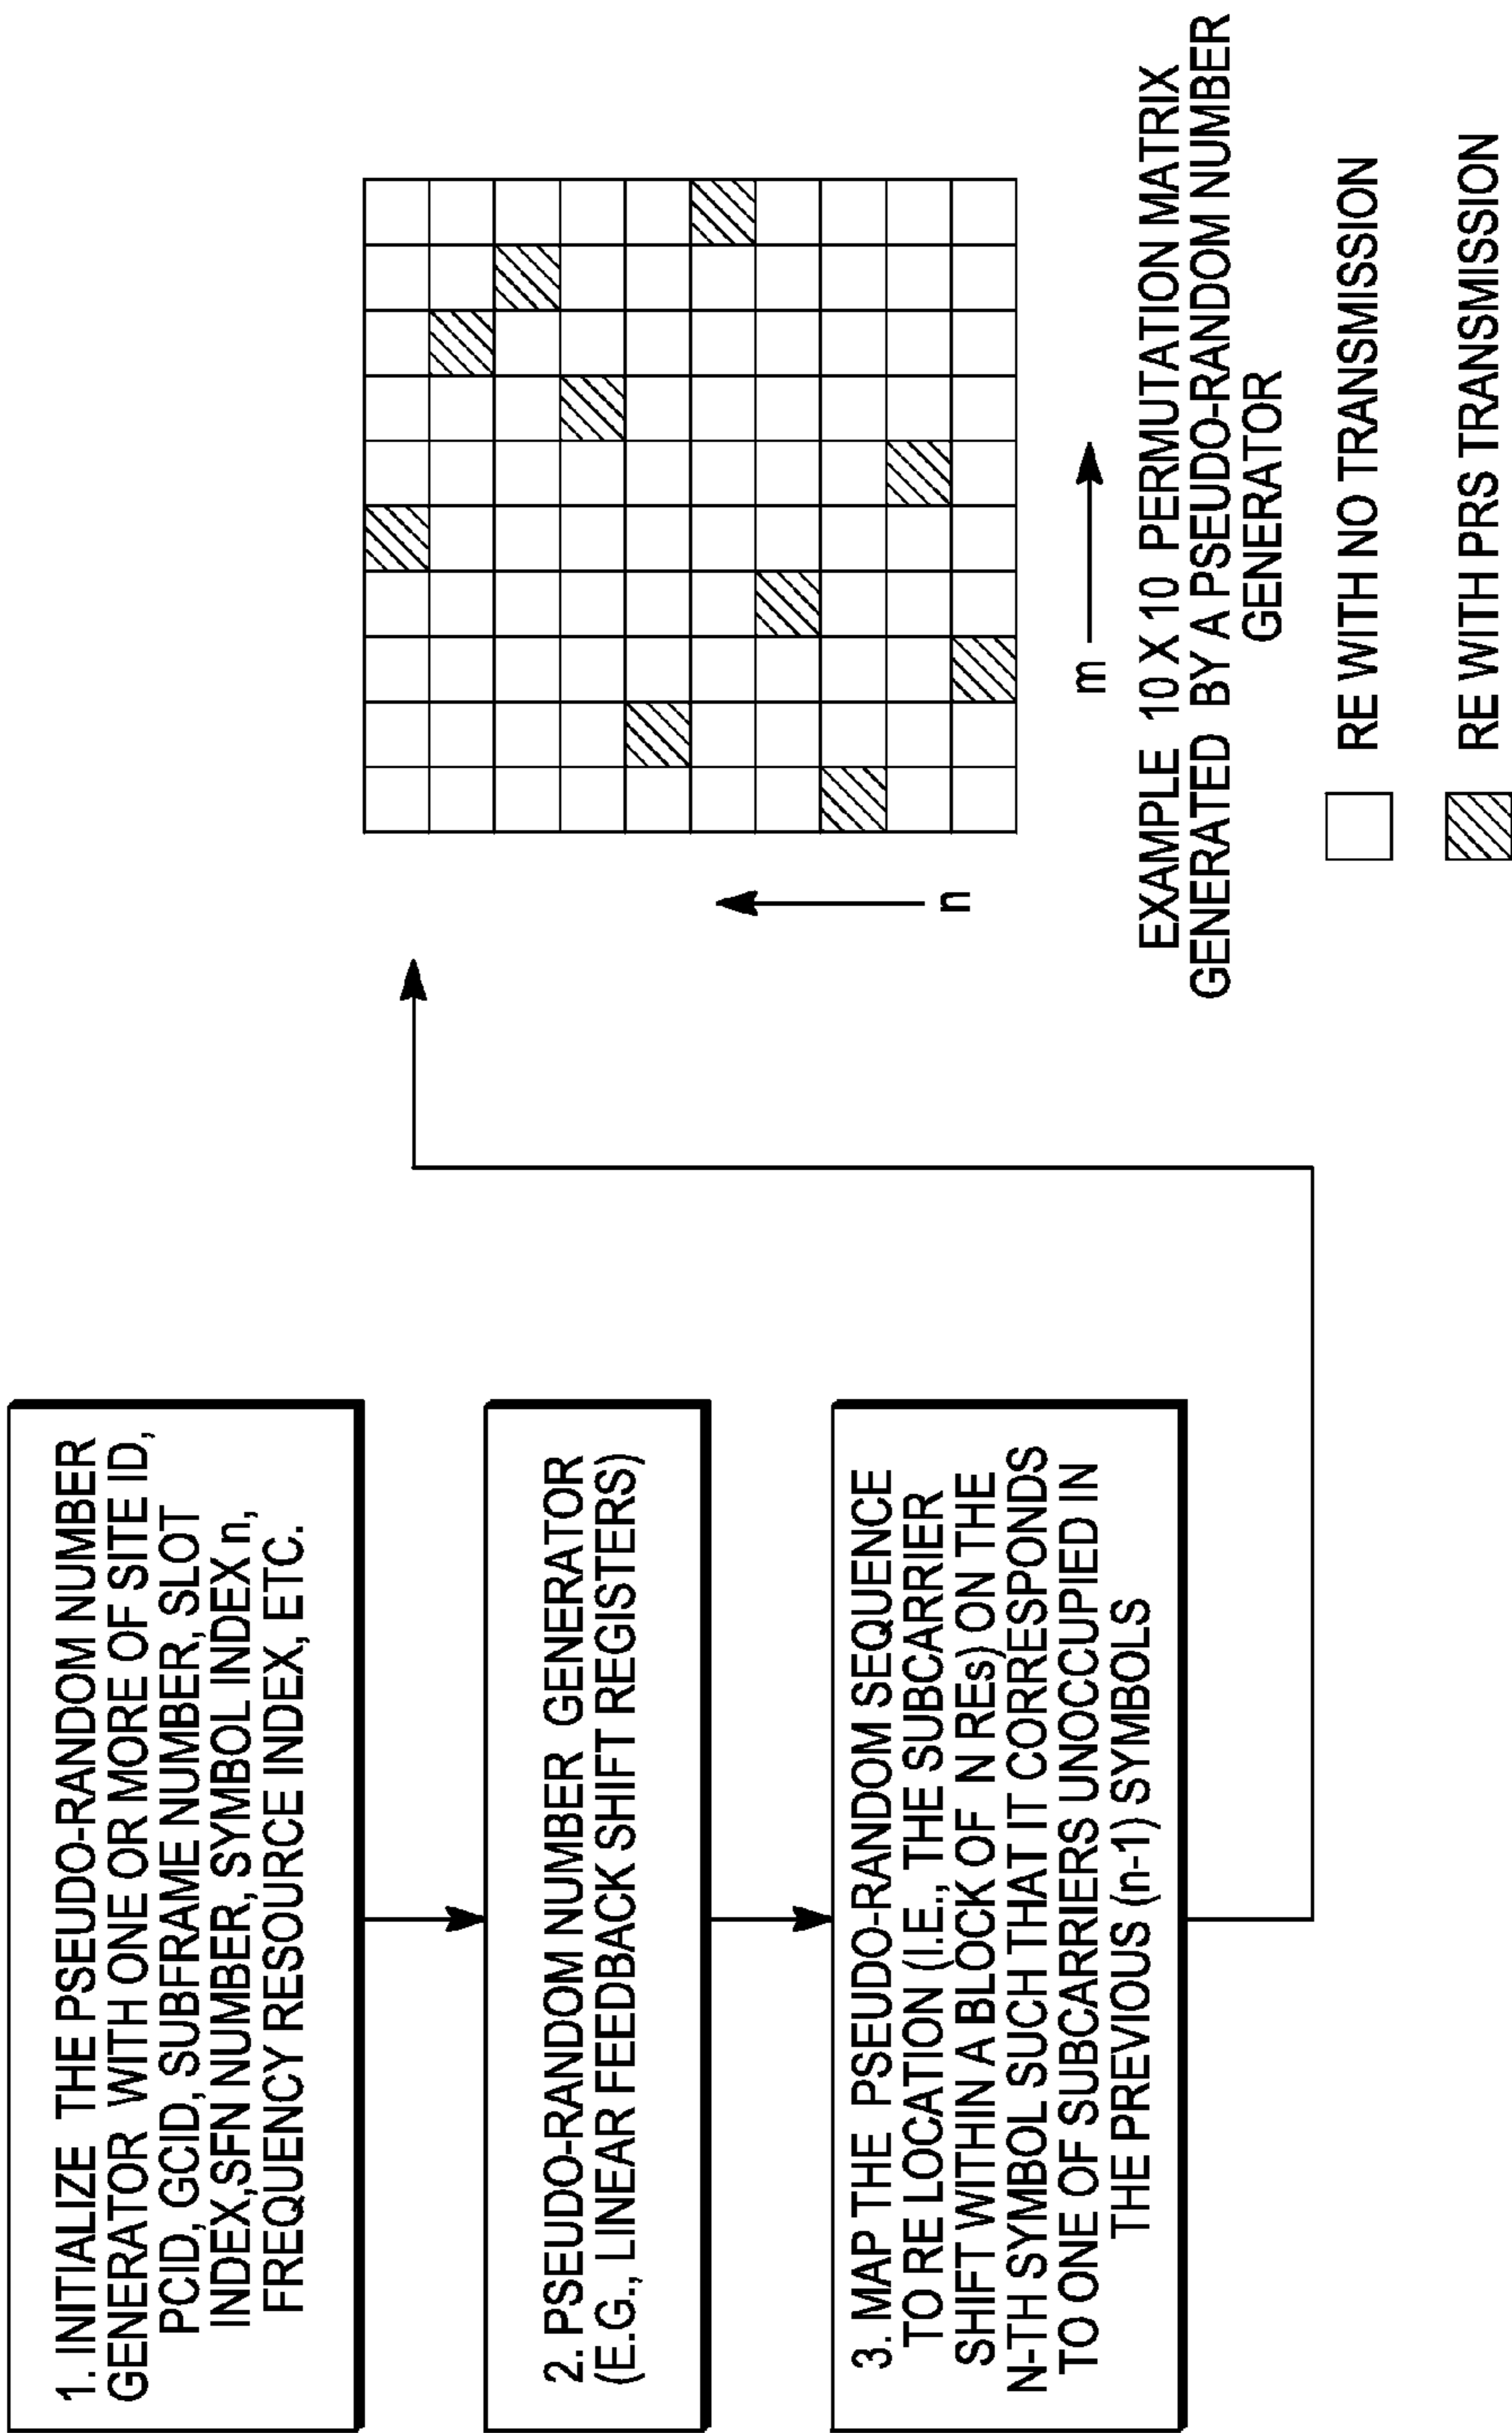 1. INITIALIZE THE PSEUDO-RANDOM NUMBER
GENERATOR WITH ONE OR MORE OF SITE ID,
PCID, GCID, SUBFRAME NUMBER, SLOT
INDEX,SFN NUMBER, SYMBOL INDEX n,
FREQUENCY RESOURCE INDEX, ETC.
2. PSEUDO-RANDOM NUMBER GENERATOR
(E.G., LINEAR FEEDBACK SHIFT REGISTERS)
3. MAP THE PSEUDO-RANDOM SEQUENCE
TO RE LOCATION (I.E., THE SUBCARRIER
SHIFT WITHIN A BLOCK OF N REs) ON THE
N-TH SYMBOL SUCH THAT IT CORRESPONDS
TO ONE OF SUBCARRIERS UNOCCUPIED IN
THE PREVIOUS (n-1) SYMBOLS
n
m
EXAMPLE 10 X 10 PERMUTATION MATRIX
GENERATED BY A PSEUDO-RANDOM NUMBER
GENERATOR
RE WITH NO TRANSMISSION
RE WITH PRS TRANSMISSION